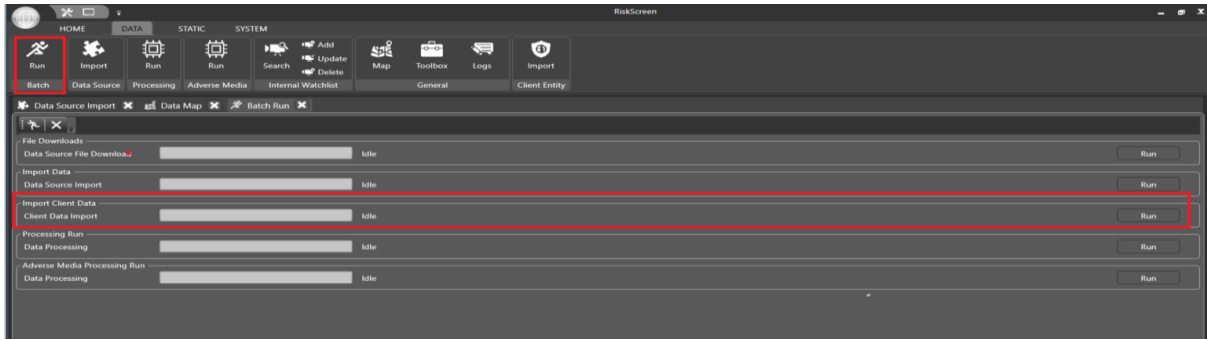 RiskScreen
HOME DATA STATIC SYSTEM
Run Import Run Run Search Add Update Delete Map Toolbox Logs Import
Batch Data Source Processing Adverse Media Internal Watchlist General Client Entity
Data Source Import Data Map Batch Run
File Downloads
Data Source File Download Idle Run
Import Data
Data Source Import Idle Run
Import Client Data
Client Data Import Idle Run
Processing Run
Data Processing Idle Run
Adverse Media Processing Run
Data Processing Idle Run